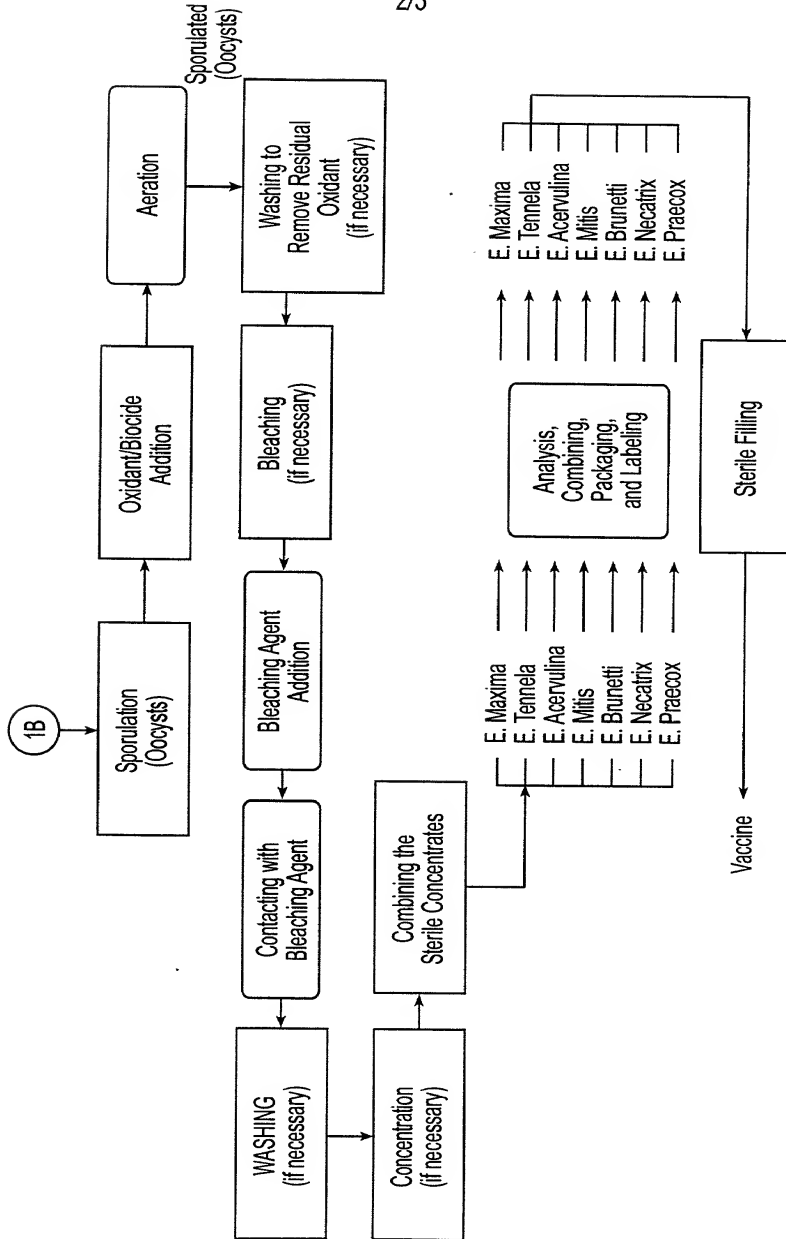 2/5
1B
Sporulation
(Oocysts)
Oxidant/Biocide
Addition
Aeration
Sporulated
(Oocysts)
Washing to
Remove Residual
Oxidant
(if necessary)
Bleaching
(if necessary)
Bleaching Agent
Addition
Contacting with
Bleaching Agent
WASHING
(if necessary)
Concentration
(if necessary)
Combining the
Sterile Concentrates
E. Maxima
E. Tennela
E. Acervulina
E. Mitis
E. Brunetti
E. Necatrix
E. Praecox
Analysis,
Combining,
Packaging,
and Labeling
E. Maxima
E. Tennela
E. Acervulina
E. Mitis
E. Brunetti
E. Necatrix
E. Praecox
Sterile Filling
Vaccine